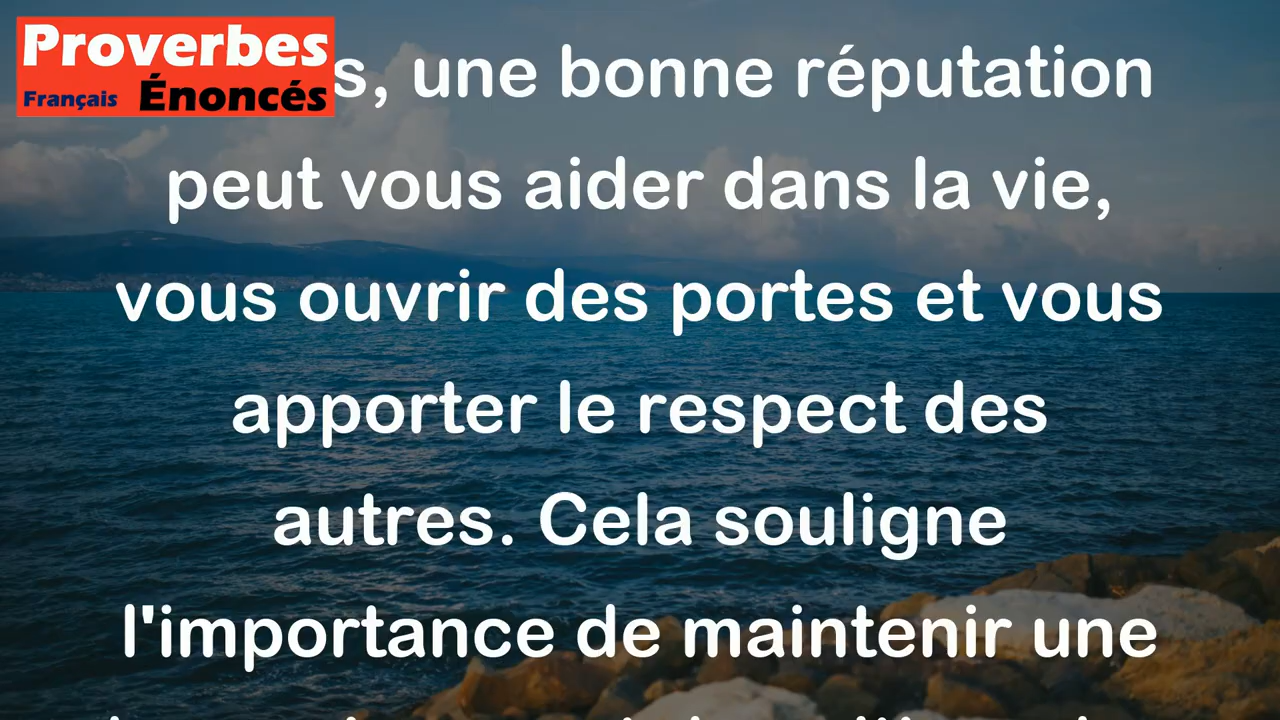 Proverbes
Français Énoncés
s, une bonne réputation
peut vous aider dans la vie,
vous ouvrir des portes et vous
apporter le respect des
autres. Cela souligne
l'importance de maintenir une